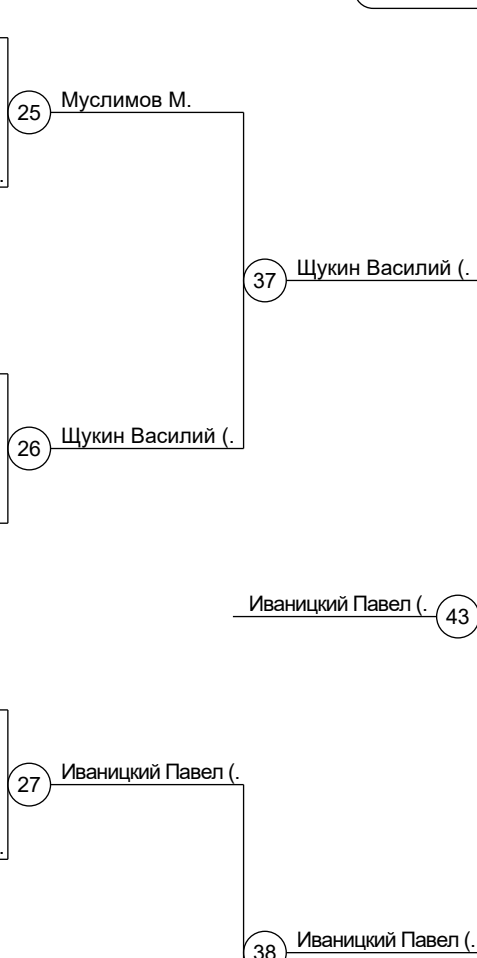 Муслимов М.
25
Щукин Василий (.
37
Щукин Василий (.
26
Иваницкий Павел (.
43
Иваницкий Павел (.
27
Иваницкий Павел (.
38